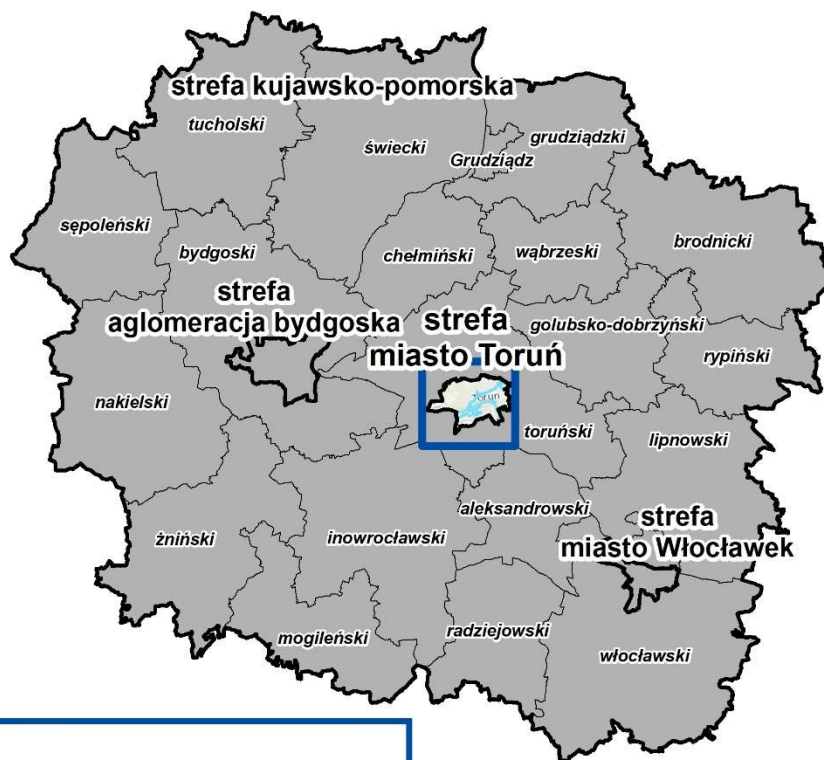 strefa kujawsko-pomorska
tucholski
świecki
grudziądzki
Grudziądz
sępoleński
bydgoski
chełmiński
wąbrzeski
brodnicki
strefa
aglomeracja bydgoska
strefa
miasto Toruń
golubsko-dobrzyński
rypiński
nakielski
Toruń
toruński
lipnowski
aleksandrowski
żniński
inowrocławski
strefa
miasto Włocławek
mogileński
radziejowski
włocławski